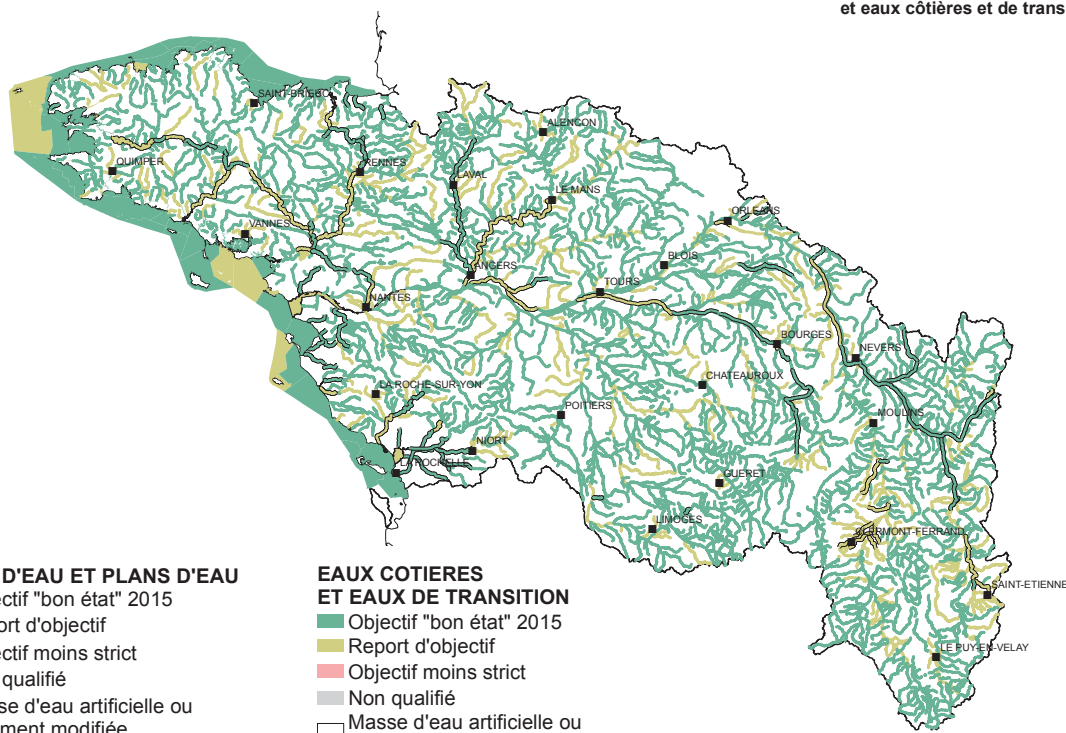 et eaux côtières et de trans
SAINT-BRIEUC
ALENCON
QUIMPER
RENNES
LAVAL
LE MANS
ORLEANS
VANNES
BLOIS
ANGERS
TOURS
NANTES
BOURGES
NEVERS
CHATEAUROUX
LA ROCHE-SUR-YON
POITIERS
MOULINS
NIORT
LA ROCHELLE
GUERET
LIMOGES
CLERMONT-FERRAND
SAINT-ETIENNE
LE PUY-EN-VELAY
D'EAU ET PLANS D'EAU
ectif "bon état" 2015
ort d'objectif
ectif moins strict
qualifié
sse d'eau artificielle ou
ement modifiée
EAUX COTIERES
ET EAUX DE TRANSITION
Objectif "bon état" 2015
Report d'objectif
Objectif moins strict
Non qualifié
Masse d'eau artificielle ou